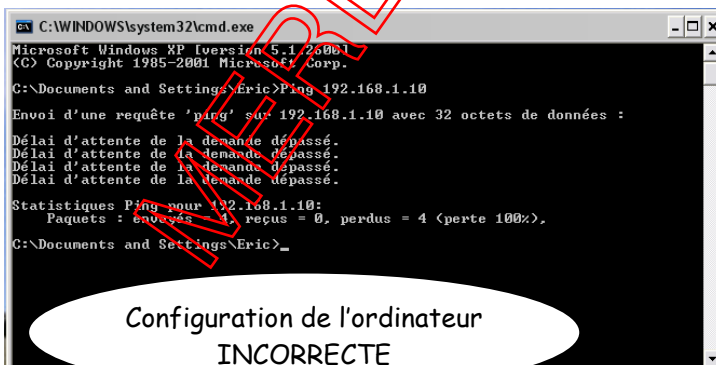 C:\WINDOWS\system32\cmd.exe
Microsoft Windows XP [version 5.1.2600]
(C) Copyright 1985-2001 Microsoft Corp.
C:\Documents and Settings\Eric>Ping 192.168.1.10
Envoi d'une requête 'ping' sur 192.168.1.10 avec 32 octets de données :
Délai d'attente de la demande dépassé.
Délai d'attente de la demande dépassé.
Délai d'attente de la demande dépassé.
Délai d'attente de la demande dépassé.
Statistiques Ping pour 192.168.1.10:
Paquets : envoyés = 4, reçus = 0, perdus = 4 (perte 100%),
C:\Documents and Settings\Eric>_
Configuration de l'ordinateur
INCORRECTE